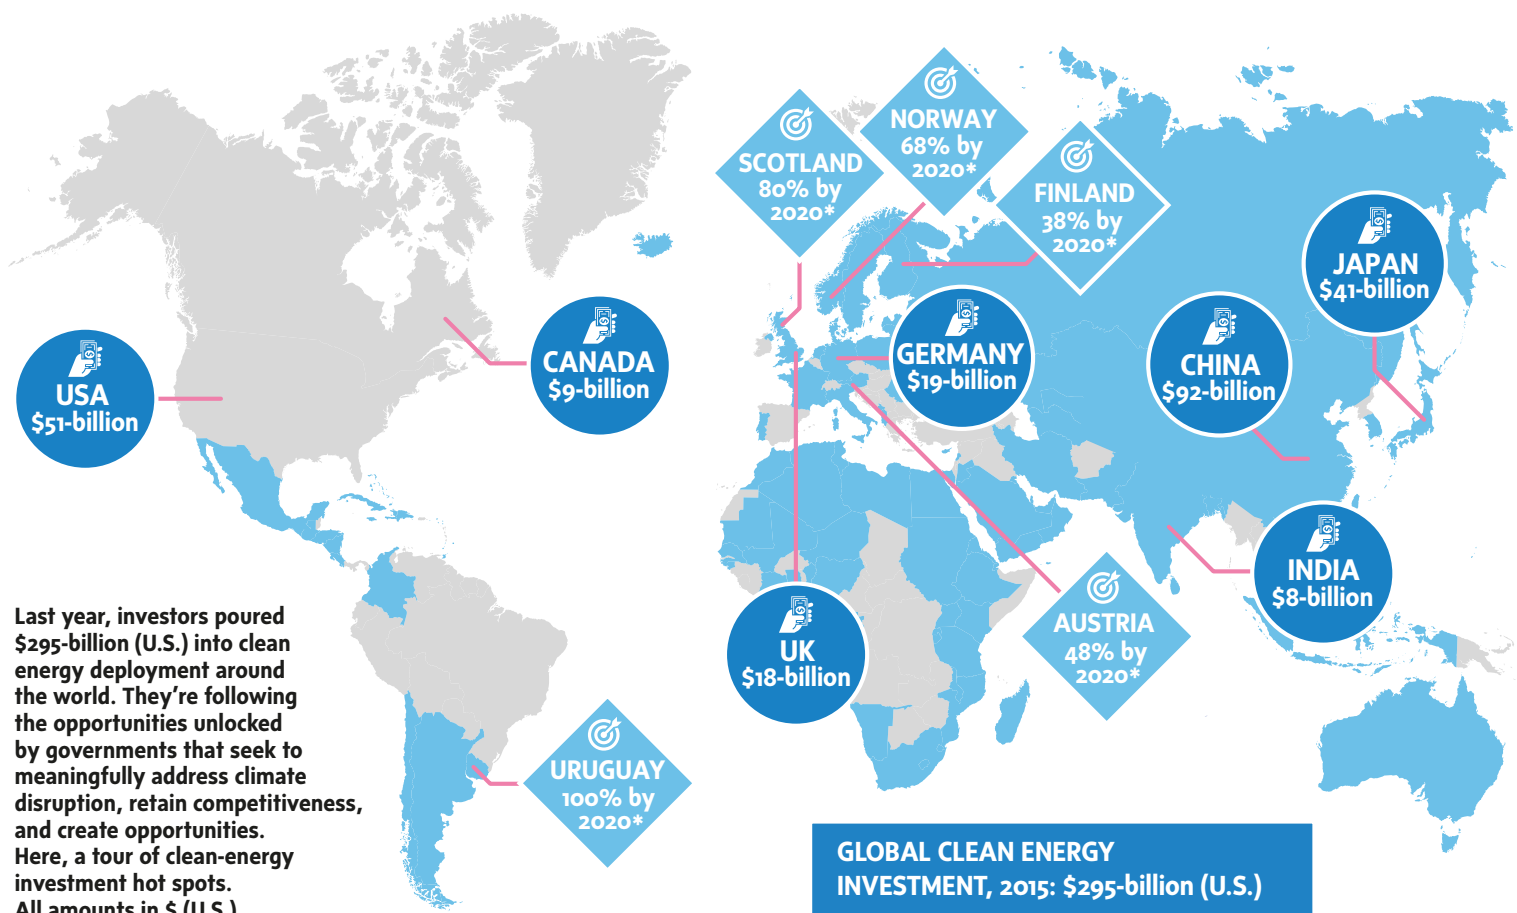 NORWAY
68% by
2020*
SCOTLAND
80% by
2020*
FINLAND
38% by
2020*
JAPAN
$41-billion
USA
$51-billion
CANADA
$9-billion
GERMANY
$19-billion
CHINA
$92-billion
INDIA
$8-billion
UK
$18-billion
AUSTRIA
48% by
2020*
URUGUAY
100% by
2020*
Last year, investors poured
$295-billion (U.S.) into clean
energy deployment around
the world. They’re following
the opportunities unlocked
by governments that seek to
meaningfully address climate
disruption, retain competitiveness,
and create opportunities.
Here, a tour of clean-energy
investment hot spots.
All amounts in $ (U.S.)
GLOBAL CLEAN ENERGY
INVESTMENT, 2015: $295-billion (U.S.)